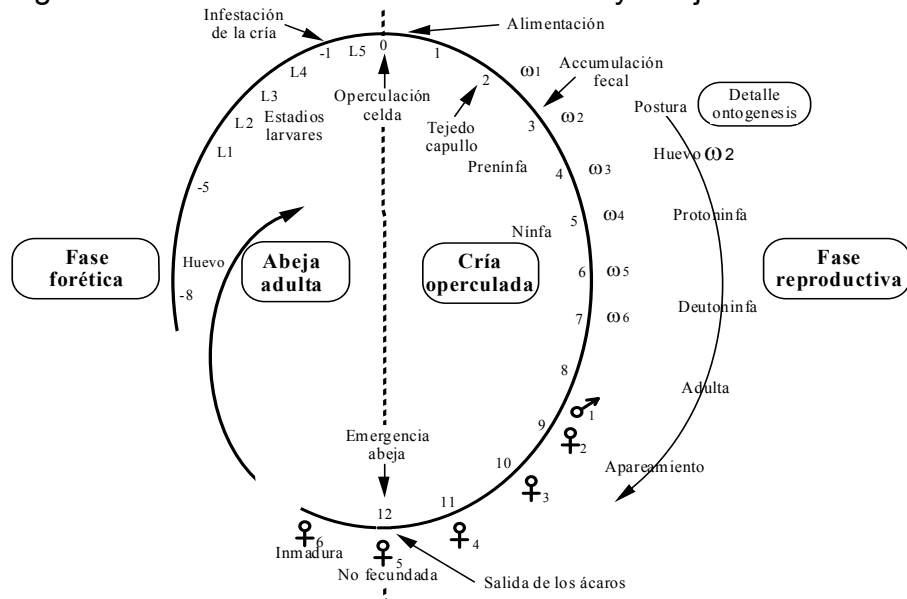 Infestación
de la cría
Alimentación
-1
L5
0
1
L4
2
ω1
Accumulación
fecal
L3
Operculación
celda
Estadios
larvares
Tejedo
capullo
3
ω2
Postura
Detalle
ontogenesis
L2
L1
Prenínfa
4
ω3
Huevo ω2
-5
5
ω4
Protoninfa
Nínfa
Fase
forética
Huevo
-8
Abeja
adulta
Cría
operculada
6
ω5
Fase
reproductiva
7
ω6
Deutoninfa
8
Adulta
♂1
9
♀2
Emergencia
abeja
10
Apareamiento
♀3
11
12
♀4
♀6
Inmadura
♀5
No fecundada
Salida de los ácaros